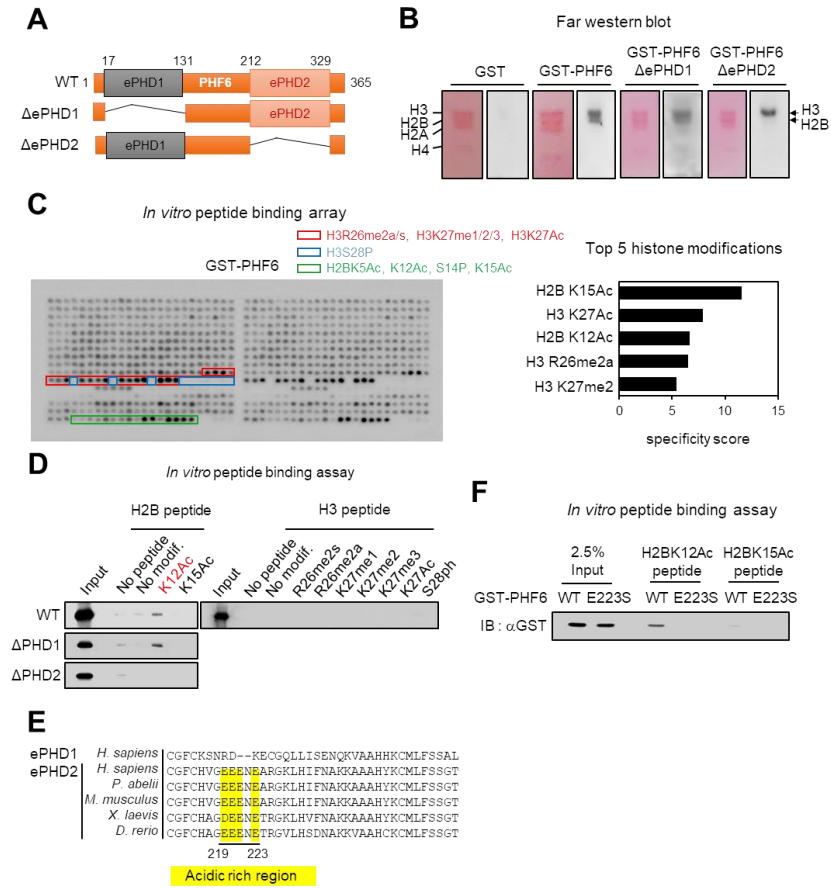 A
17 131 212 329
WT 1 ePHD1 PHF6 ePHD2 365
ΔePHD1 ePHD2
ΔePHD2 ePHD1
B
Far western blot
GST GST-PHF6 GST-PHF6 ΔePHD1 GST-PHF6 ΔePHD2
H3
H2B
H2A
H4
H3
H2B
C
In vitro peptide binding array
GST-PHF6
H3R26me2a/s, H3K27me1/2/3, H3K27Ac
H3S28P
H2BK5Ac, K12Ac, S14P, K15Ac
Top 5 histone modifications
H2B K15Ac
H3 K27Ac
H2B K12Ac
H3 R26me2a
H3 K27me2
0 5 10 15
specificity score
D
In vitro peptide binding assay
H2B peptide H3 peptide
Input No peptide No modif. K12Ac K15Ac Input No peptide No modif. R26me2s R26me2a K27me1 K27me2 K27me3 K27Ac S28ph
WT
ΔPHD1
ΔPHD2
F
In vitro peptide binding assay
2.5% Input H2BK12Ac peptide H2BK15Ac peptide
GST-PHF6 WT E223S WT E223S WT E223S
IB : αGST
E
ePHD1 H. sapiens CGFCKSNRD--KECGQLLISENQKVAAHHKCMLFSSAL
ePHD2 H. sapiens CGFCHVGEEENEARGKLHIFNAKKAAAHYKCMLFSSGT
P. abelii CGFCHVGEEENEARGKLHIFNAKKAAAHYKCMLFSSGT
M. musculus CGFCHVGEEENEARGKLHIFNAKKAAAHYKCMLFSSGT
X. laevis CGFCHAGDEENETRGKLHVFNAKKAAAHYKCMLFSSGT
D. rerio CGFCHAGEEENETRGVLHSDNAKKVAAHCKCMLFSSGT
219 223
Acidic rich region